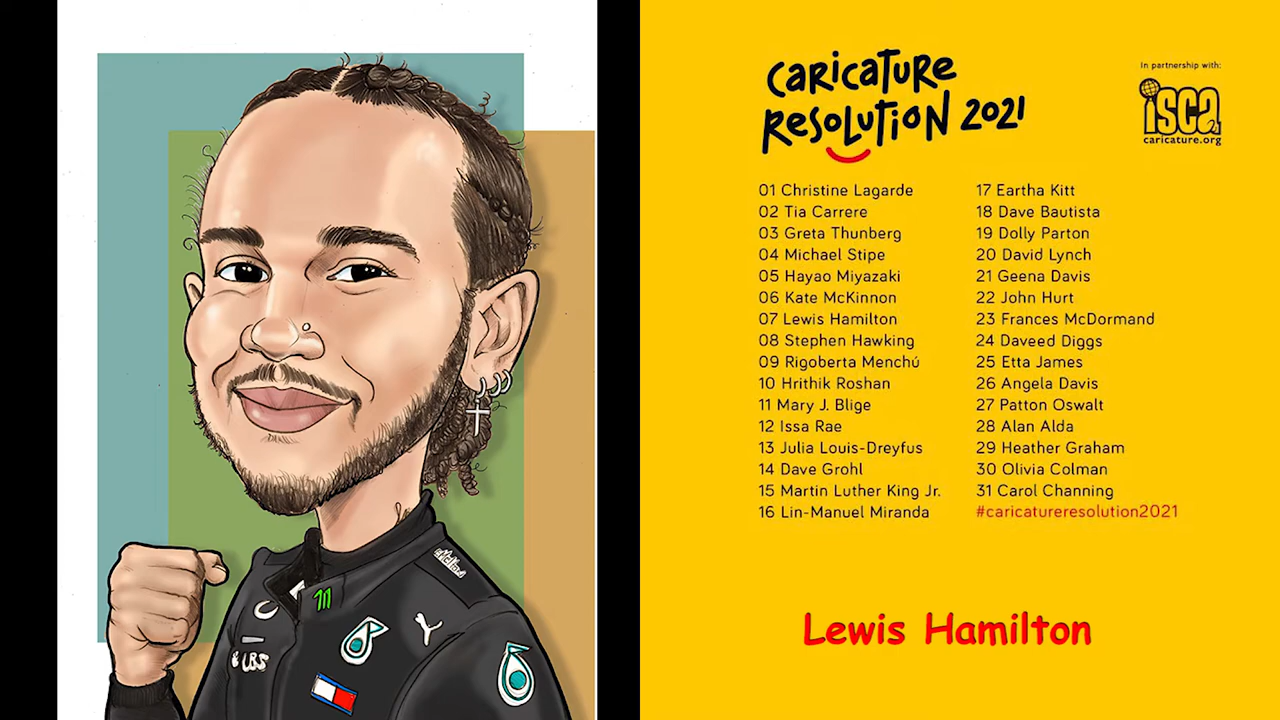 CARICATURE
RESOLUTION 2021
In partnership with:
isca
caricature.org
01 Christine Lagarde
02 Tia Carrere
03 Greta Thunberg
04 Michael Stipe
05 Hayao Miyazaki
06 Kate McKinnon
07 Lewis Hamilton
08 Stephen Hawking
09 Rigoberta Menchú
10 Hrithik Roshan
11 Mary J. Blige
12 Issa Rae
13 Julia Louis-Dreyfus
14 Dave Grohl
15 Martin Luther King Jr.
16 Lin-Manuel Miranda
17 Eartha Kitt
18 Dave Bautista
19 Dolly Parton
20 David Lynch
21 Geena Davis
22 John Hurt
23 Frances McDormand
24 Daveed Diggs
25 Etta James
26 Angela Davis
27 Patton Oswalt
28 Alan Alda
29 Heather Graham
30 Olivia Colman
31 Carol Channing
#caricatureresolution2021
Lewis Hamilton